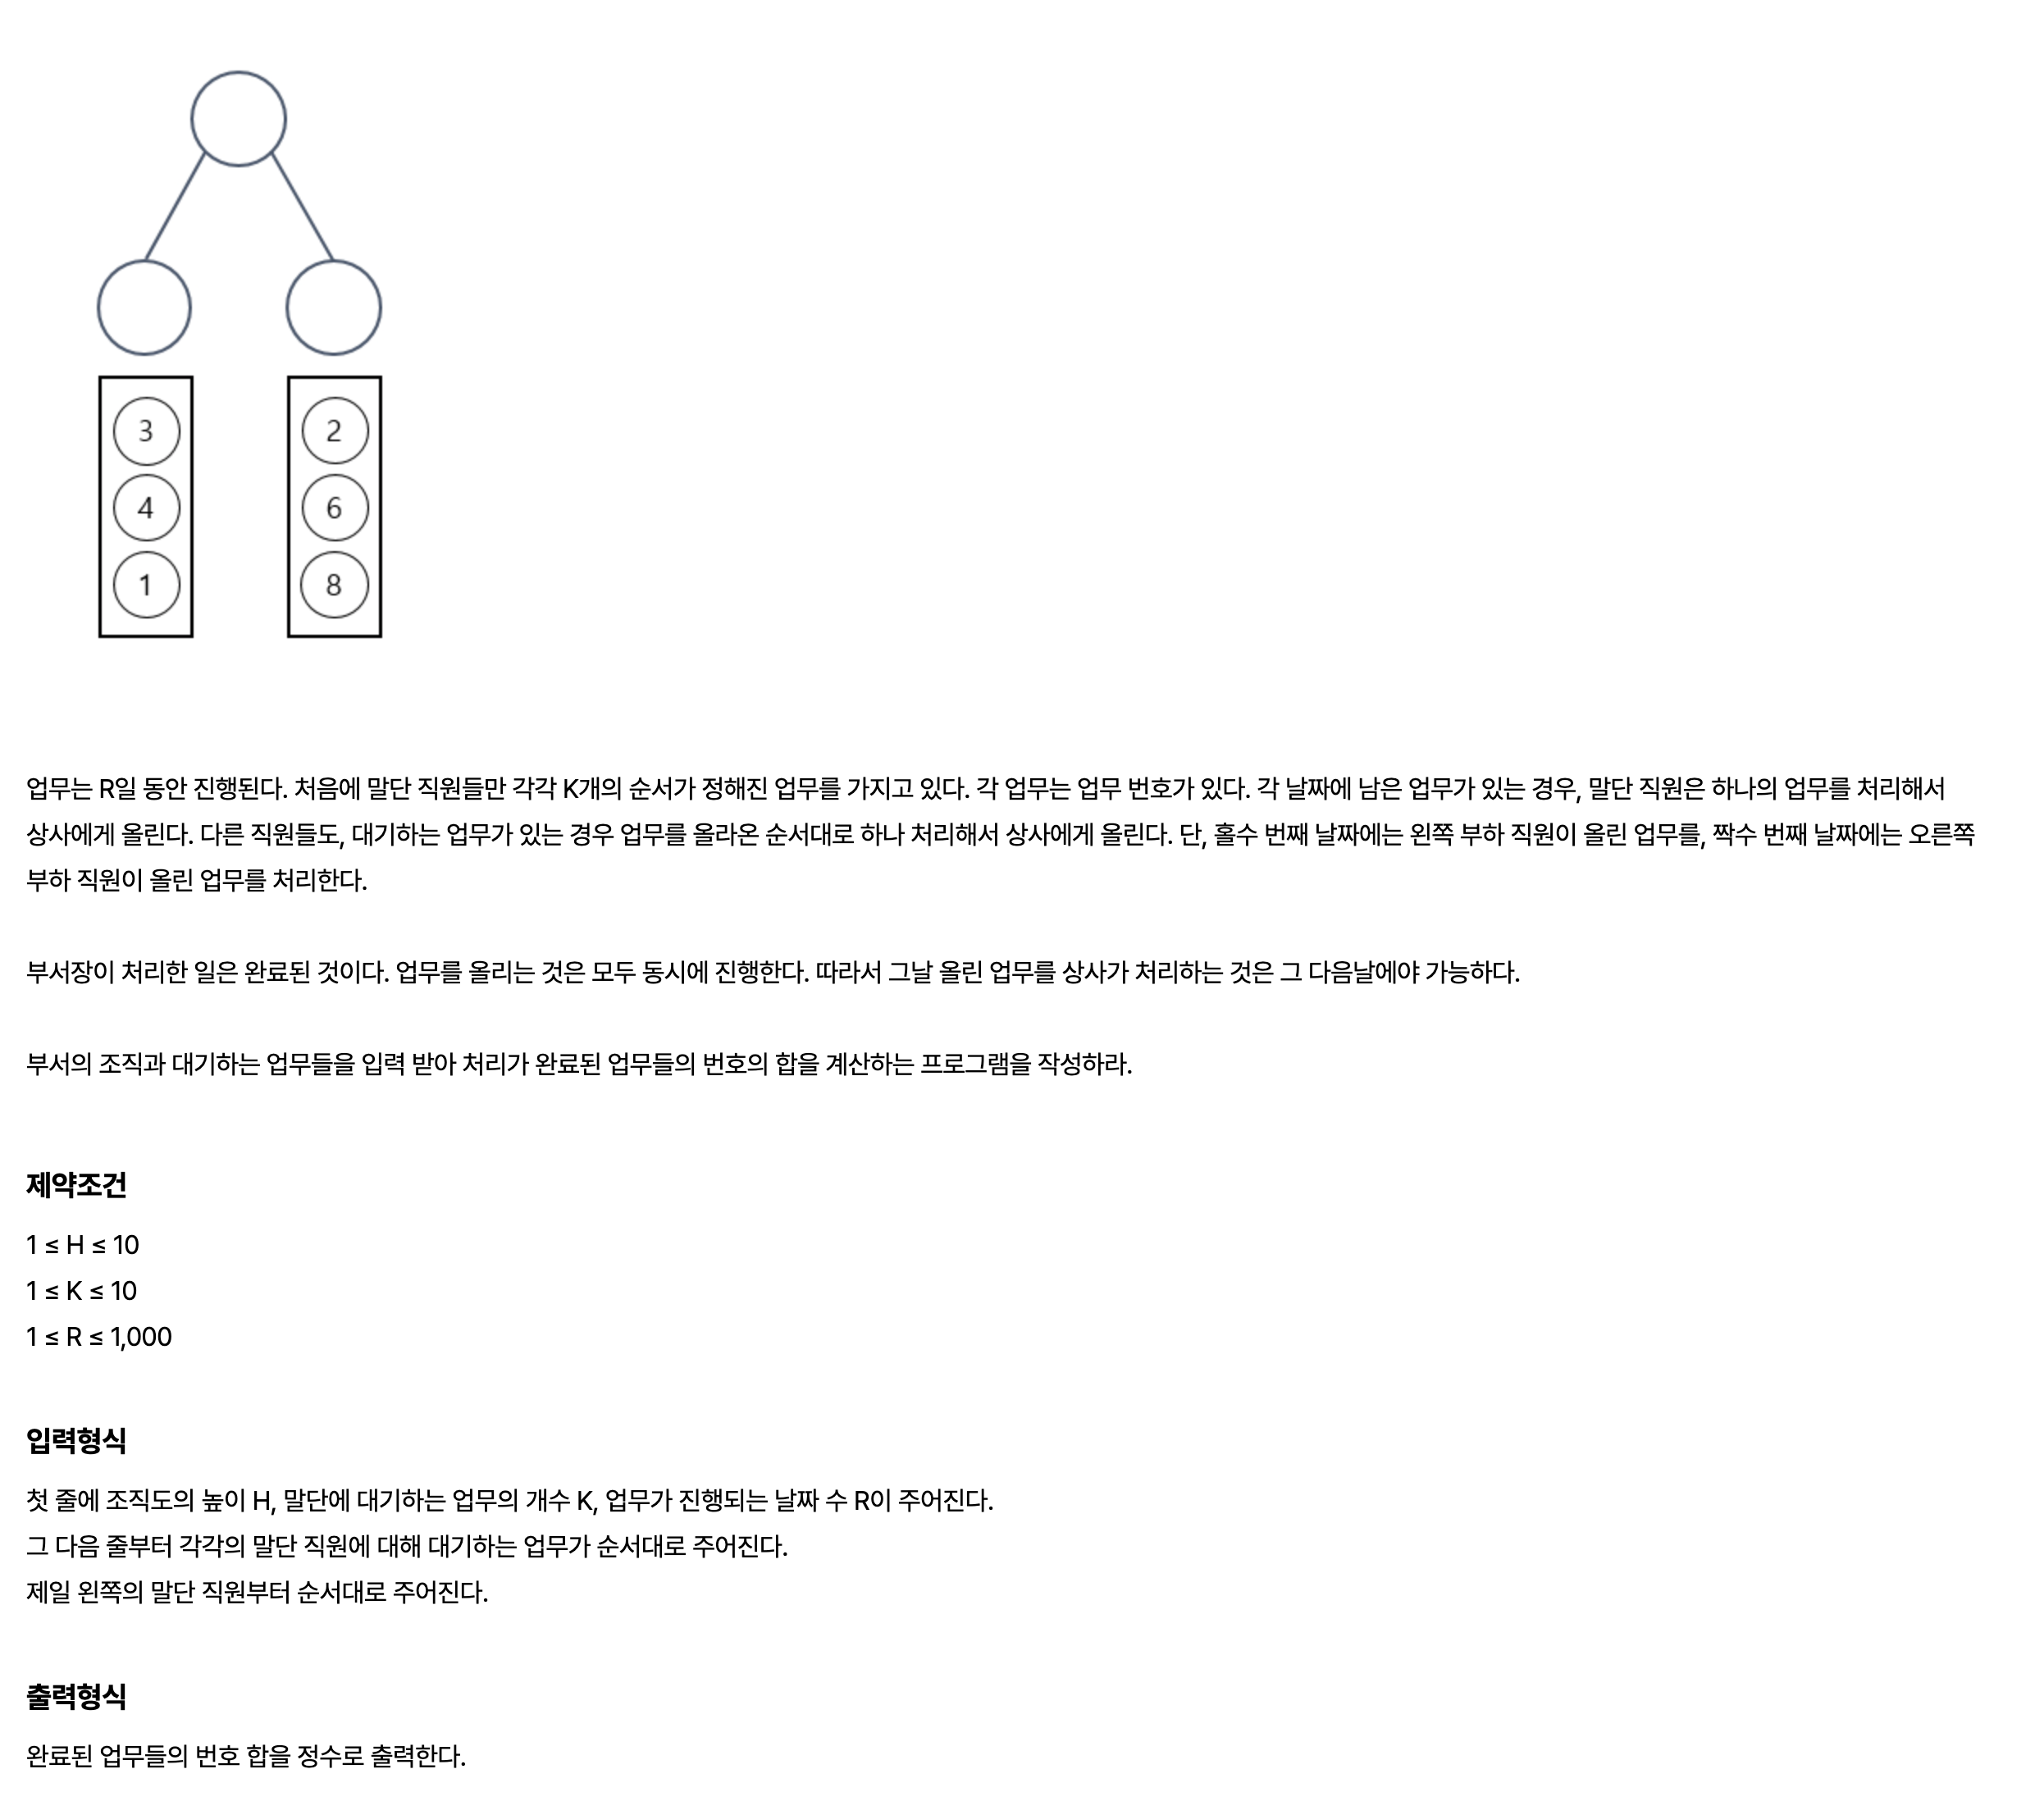 3
2
4
6
1
8
업무는 R일 동안 진행된다. 처음에 말단 직원들만 각각 K개의 순서가 정해진 업무를 가지고 있다. 각 업무는 업무 번호가 있다. 각 날짜에 남은 업무가 있는 경우, 말단 직원은 하나의 업무를 처리해서
상사에게 올린다. 다른 직원들도, 대기하는 업무가 있는 경우 업무를 올라온 순서대로 하나 처리해서 상사에게 올린다. 단, 홀수 번째 날짜에는 왼쪽 부하 직원이 올린 업무를, 짝수 번째 날짜에는 오른쪽
부하 직원이 올린 업무를 처리한다.
부서장이 처리한 일은 완료된 것이다. 업무를 올리는 것은 모두 동시에 진행한다. 따라서 그날 올린 업무를 상사가 처리하는 것은 그 다음날에야 가능하다.
부서의 조직과 대기하는 업무들을 입력 받아 처리가 완료된 업무들의 번호의 합을 계산하는 프로그램을 작성하라.
제약조건
1 ≤ H ≤ 10
1 ≤ K ≤ 10
1 ≤ R ≤ 1,000
입력형식
첫 줄에 조직도의 높이 H, 말단에 대기하는 업무의 개수 K, 업무가 진행되는 날짜 수 R이 주어진다.
그 다음 줄부터 각각의 말단 직원에 대해 대기하는 업무가 순서대로 주어진다.
제일 왼쪽의 말단 직원부터 순서대로 주어진다.
출력형식
완료된 업무들의 번호 합을 정수로 출력한다.